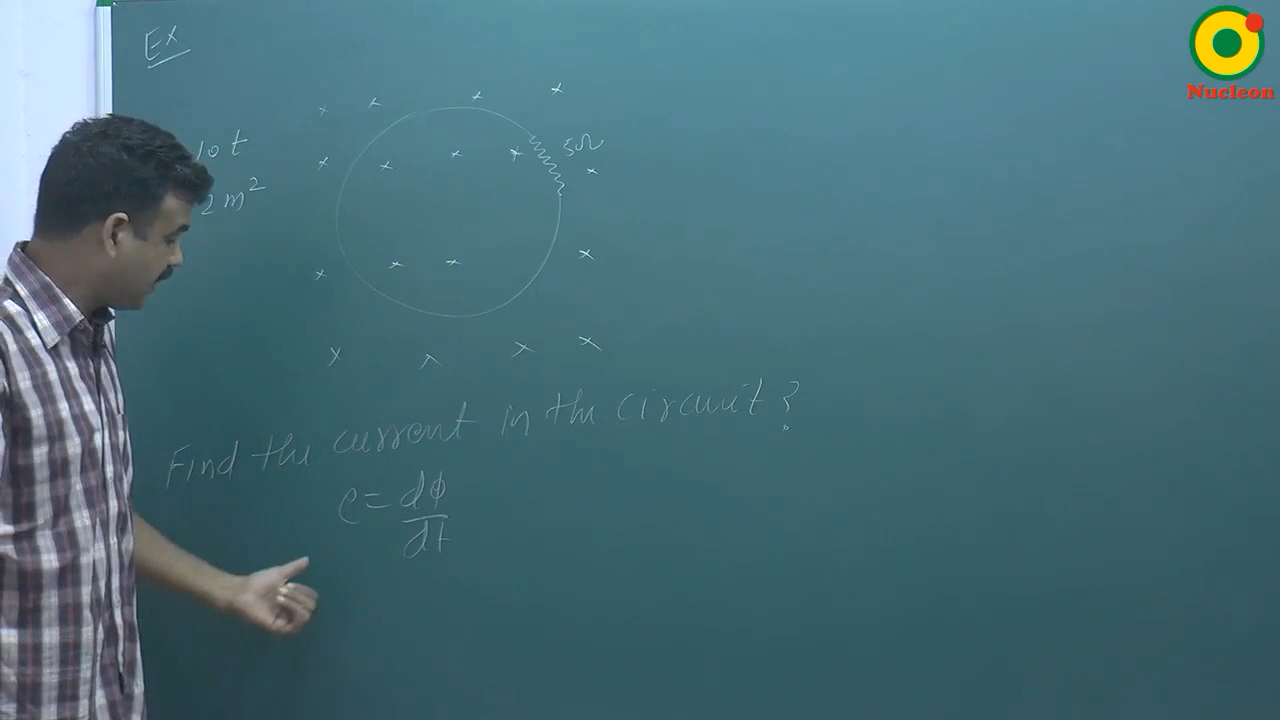 Ex
10 t
2 m²
5Ω
Find the current in the circuit?
e = dφ
dt
Nucleon